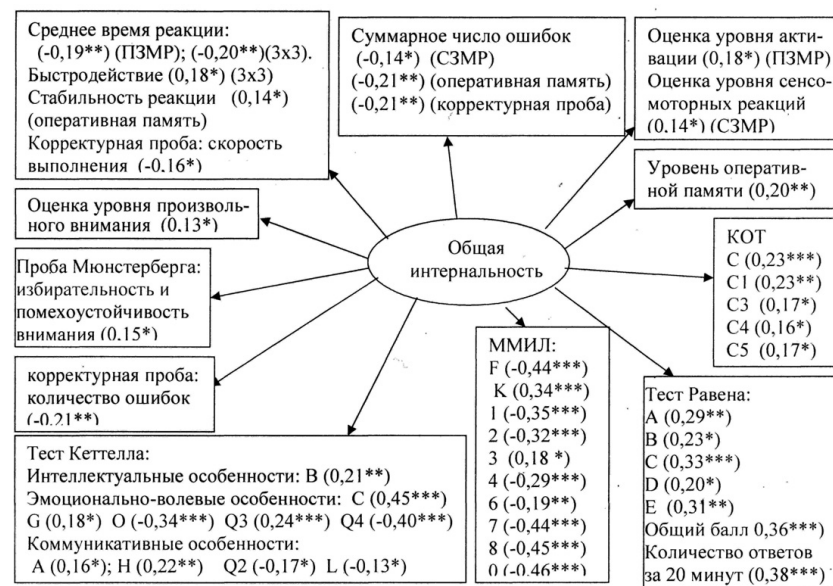 Среднее время реакции:
(-0,19**) (ПЗМР); (-0,20**)(3х3).
Быстродействие (0,18*) (3х3)
Стабильность реакции (0,14*)
(оперативная память)
Корректурная проба: скорость
выполнения (-0.16*)
Суммарное число ошибок
(-0,14*) (СЗМР)
(-0,21**) (оперативная память)
(-0,21**) (корректурная проба)
Оценка уровня акти-
вации (0,18*) (ПЗМР)
Оценка уровня сенсо-
моторных реакций
(0.14*) (СЗМР)
Уровень оператив-
ной памяти (0,20**)
Оценка уровня произволь-
ного внимания (0.13*)
Общая
интернальность
КОТ
С (0,23***)
С1 (0,23**)
С3 (0,17*)
С4 (0,16*)
С5 (0,17*)
Проба Мюнстерберга:
избирательность и
помехоустойчивость
внимания (0.15*)
корректурная проба:
количество ошибок
(-0.21**)
ММИЛ:
F (-0,44***)
K (0,34***)
1 (-0,35***)
2 (-0,32***)
3 (0,18 *)
4 (-0,29***)
6 (-0,19**)
7 (-0,44***)
8 (-0,45***)
0 (-0.46***)
Тест Равена:
А (0,29**)
В (0,23*)
С (0,33***)
D (0,20*)
Е (0,31**)
Общий балл 0,36***)
Количество ответов
за 20 минут (0,38***)
Тест Кеттелла:
Интеллектуальные особенности: В (0,21**)
Эмоционально-волевые особенности: С (0,45***)
G (0,18*) O (-0,34***) Q3 (0,24***) Q4 (-0,40***)
Коммуникативные особенности:
А (0,16*); Н (0,22**) Q2 (-0,17*) L (-0,13*)